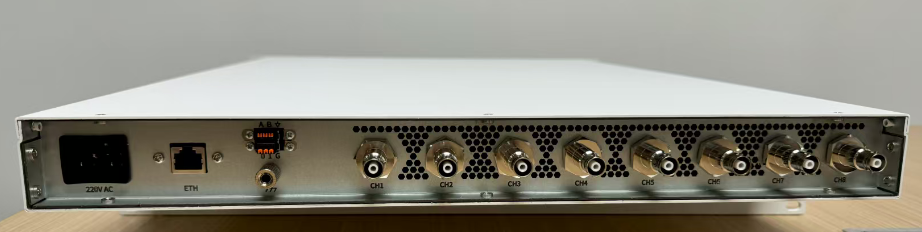 220V AC
ETH
A B
CH1
CH2
CH3
CH4
CH5
CH6
CH7
CH8